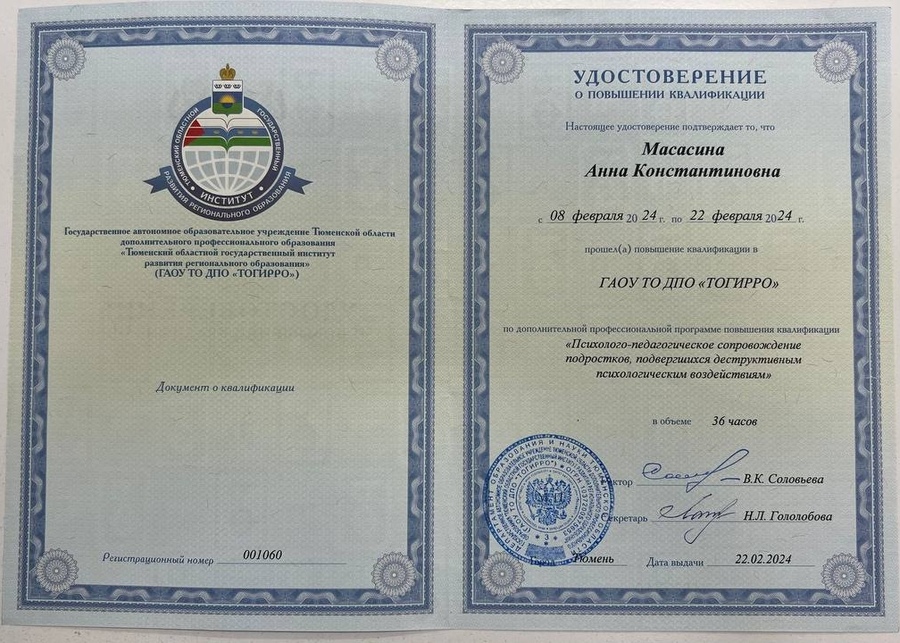 ТЮМЕНСКИЙ ОБЛАСТНОЙ ГОСУДАРСТВЕННЫЙ
ИНСТИТУТ
РАЗВИТИЯ РЕГИОНАЛЬНОГО ОБРАЗОВАНИЯ
Государственное автономное образовательное учреждение Тюменской области
дополнительного профессионального образования
«Тюменский областной государственный институт
развития регионального образования»
(ГАОУ ТО ДПО «ТОГИРРО»)
Документ о квалификации
Регистрационный номер 001060
УДОСТОВЕРЕНИЕ
О ПОВЫШЕНИИ КВАЛИФИКАЦИИ
Настоящее удостоверение подтверждает то, что
Масасина
Анна Константиновна
с 08 февраля 2024 г. по 22 февраля 2024 г.
прошел(а) повышение квалификации в
ГАОУ ТО ДПО «ТОГИРРО»
по дополнительной профессиональной программе повышения квалификации
«Психолого-педагогическое сопровождение
подростков, подвергшихся деструктивным
психологическим воздействиям»
в объеме 36 часов
В.К. Соловьева
Секретарь Н.Л. Гололобова
Город Тюмень Дата выдачи 22.02.2024